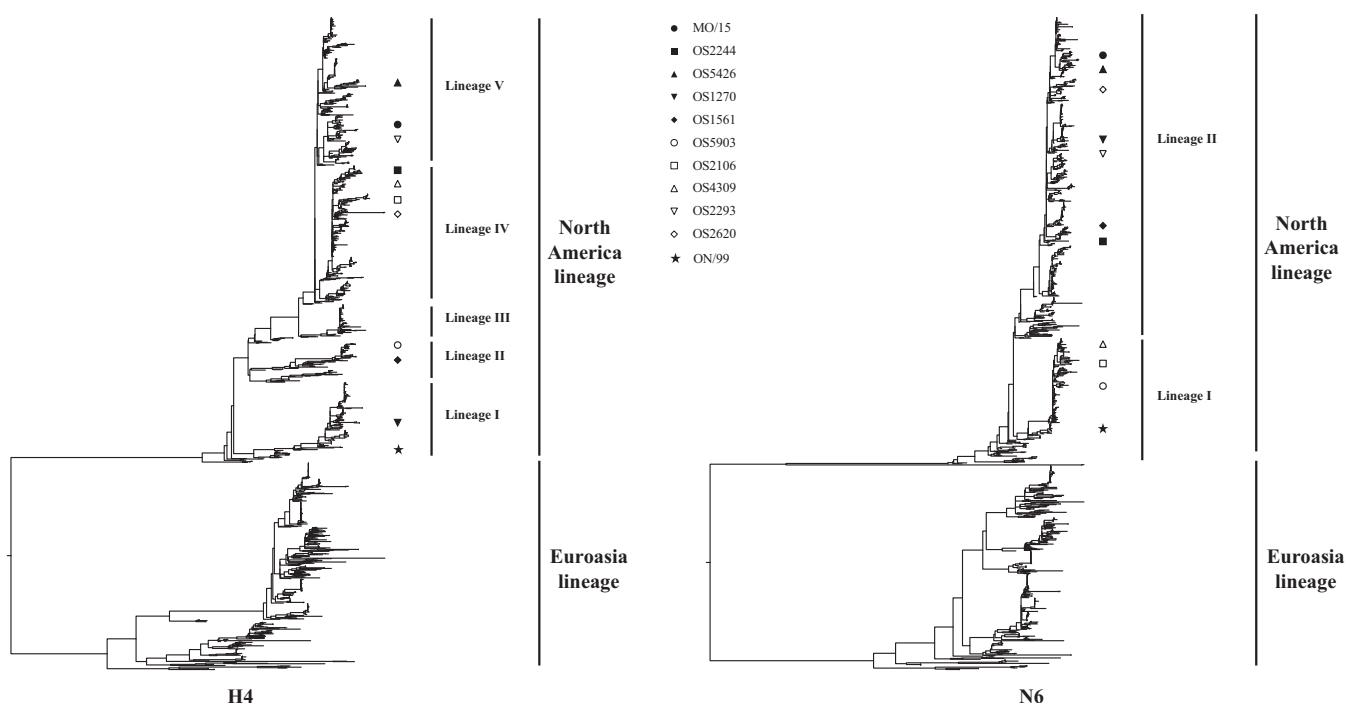 Lineage V
Lineage IV
Lineage III
Lineage II
Lineage I
North
America
lineage
Euroasia
lineage
H4
MO/15
OS2244
OS5426
OS1270
OS1561
OS5903
OS2106
OS4309
OS2293
OS2620
ON/99
Lineage II
Lineage I
North
America
lineage
Euroasia
lineage
N6